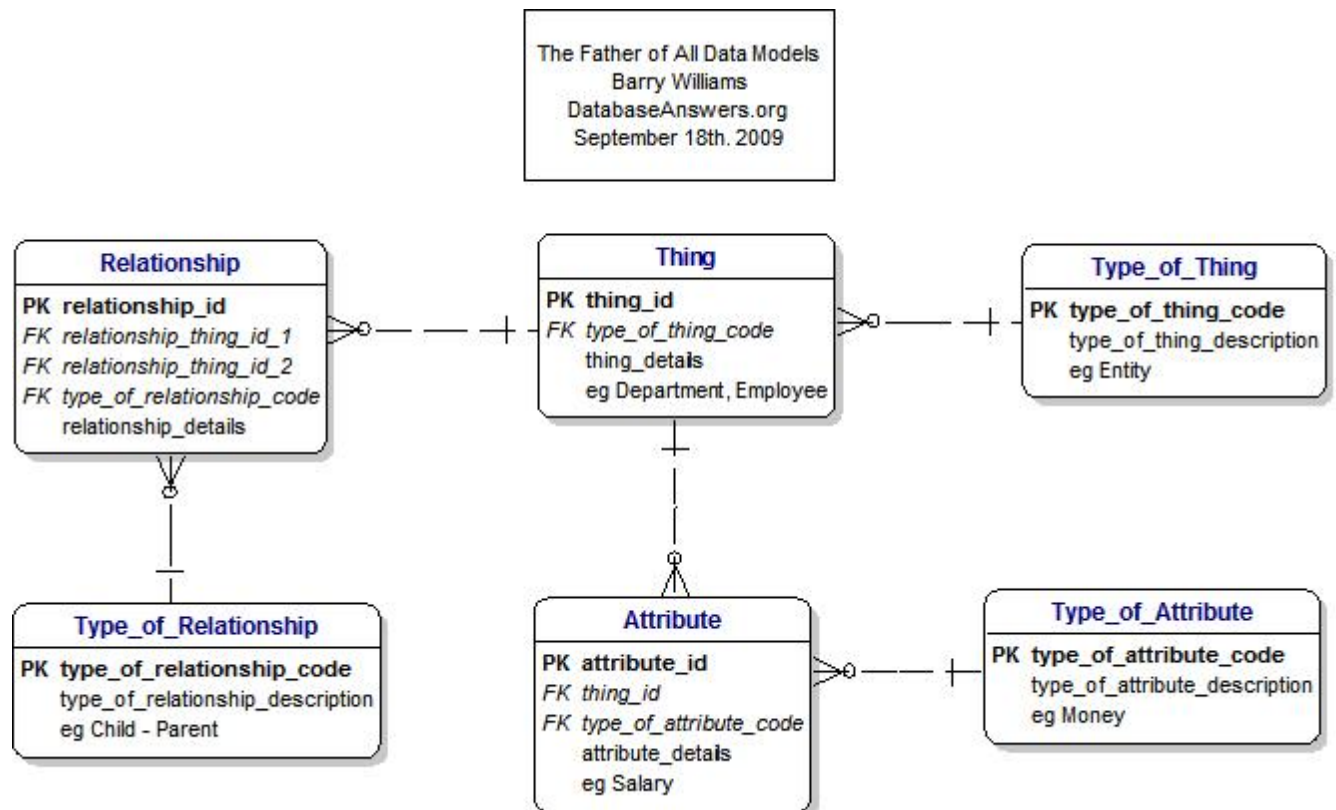 The Father of All Data Models
Barry Williams
DatabaseAnswers.org
September 18th. 2009
Relationship
PK relationship_id
FK relationship_thing_id_1
FK relationship_thing_id_2
FK type_of_relationship_code
relationship_details
Thing
PK thing_id
FK type_of_thing_code
thing_details
eg Department, Employee
Type_of_Thing
PK type_of_thing_code
type_of_thing_description
eg Entity
Type_of_Relationship
PK type_of_relationship_code
type_of_relationship_description
eg Child - Parent
Attribute
PK attribute_id
FK thing_id
FK type_of_attribute_code
attribute_details
eg Salary
Type_of_Attribute
PK type_of_attribute_code
type_of_attribute_description
eg Money